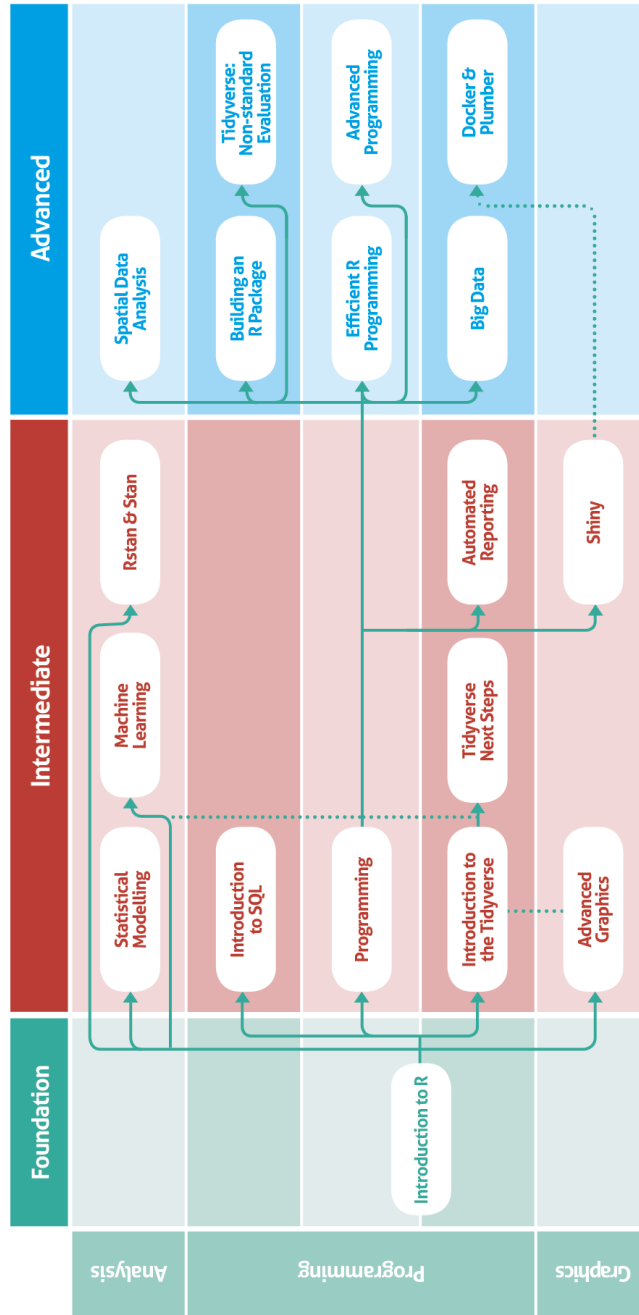 Foundation
Intermediate
Advanced
Analysis
Programming
Graphics
Introduction to R
Statistical
Modelling
Machine
Learning
Rstan & Stan
Spatial Data
Analysis
Introduction
to SQL
Building an
R Package
Tidyverse:
Non-standard
Evaluation
Programming
Efficient R
Programming
Advanced
Programming
Introduction to
the Tidyverse
Tidyverse
Next Steps
Automated
Reporting
Big Data
Docker &
Plumber
Advanced
Graphics
Shiny